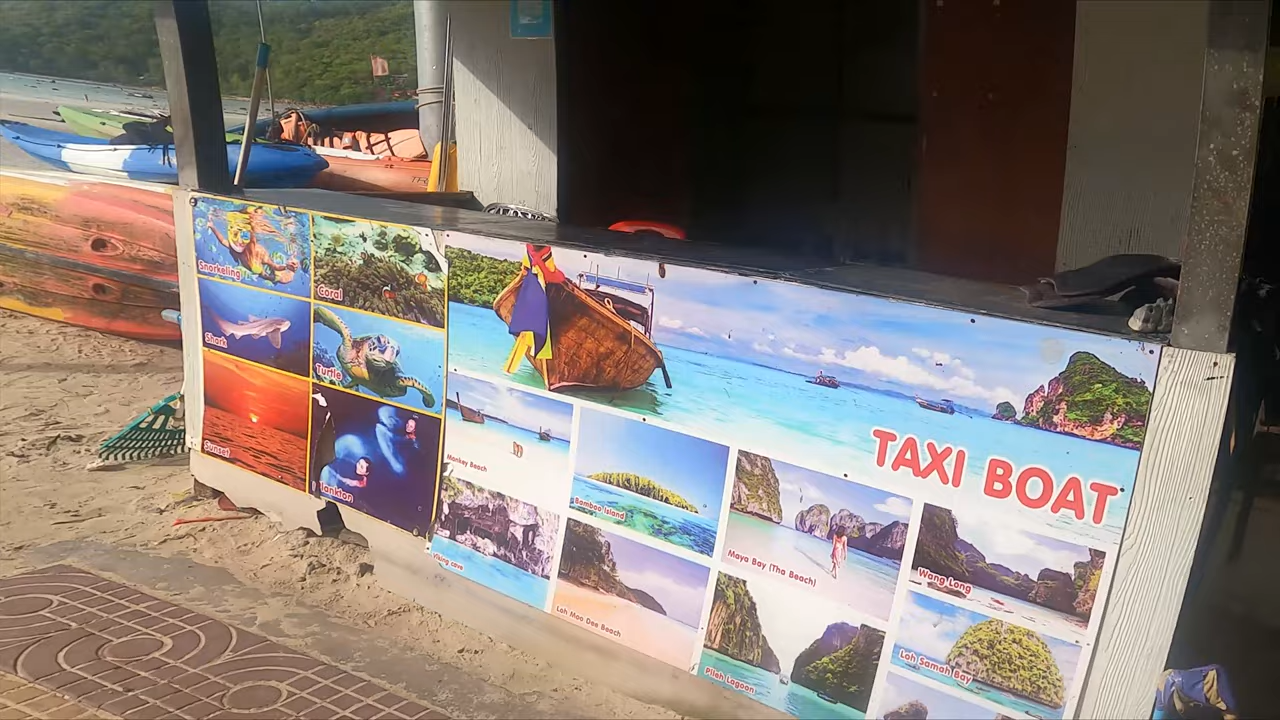 Snorkeling
Coral
Shark
Turtle
Sunset
Lankton
TAXI BOAT
Monkey Beach
Bamboo Island
Maya Bay (Tha Beach)
Wang Long
Viking cave
Loh Moo Dee Beach
Pileh Lagoon
Loh Samah Bay